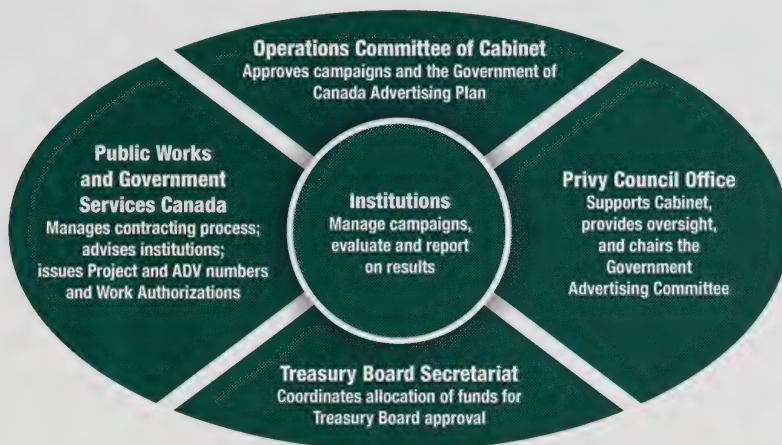 Operations Committee of Cabinet
Approves campaigns and the Government of
Canada Advertising Plan
Public Works
and Government
Services Canada
Manages contracting process;
advises institutions;
issues Project and ADV numbers
and Work Authorizations
Institutions
Manage campaigns,
evaluate and report
on results
Privy Council Office
Supports Cabinet,
provides oversight,
and chairs the
Government
Advertising Committee
Treasury Board Secretariat
Coordinates allocation of funds for
Treasury Board approval